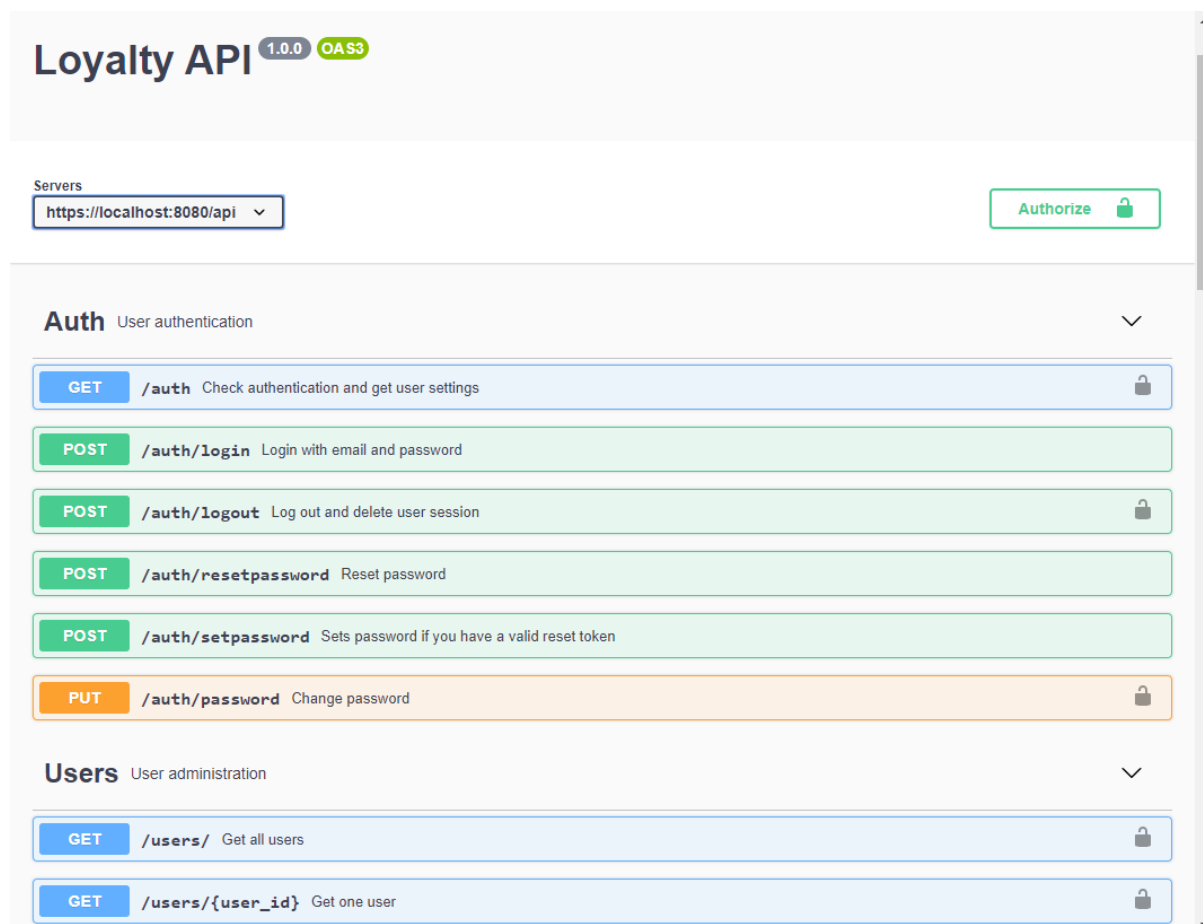 Loyalty API 1.0.0 OAS3
Servers
https://localhost:8080/api
Authorize
Auth User authentication
GET /auth Check authentication and get user settings
POST /auth/login Login with email and password
POST /auth/logout Log out and delete user session
POST /auth/resetpassword Reset password
POST /auth/setpassword Sets password if you have a valid reset token
PUT /auth/password Change password
Users User administration
GET /users/ Get all users
GET /users/{user_id} Get one user